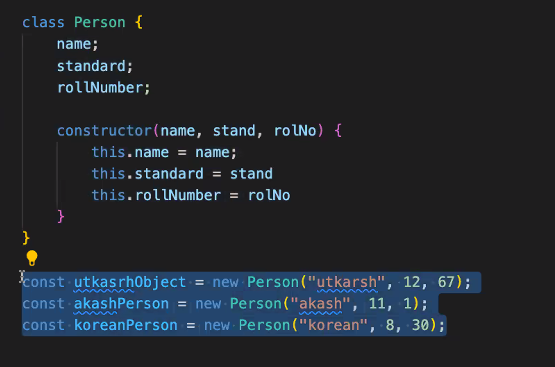 class Person {
name;
standard;
rollNumber;
constructor(name, stand, rolNo) {
this.name = name;
this.standard = stand
this.rollNumber = rolNo
}
}
const utkasrhObject = new Person("utkarsh", 12, 67);
const akashPerson = new Person("akash", 11, 1);
const koreanPerson = new Person("korean", 8, 30);